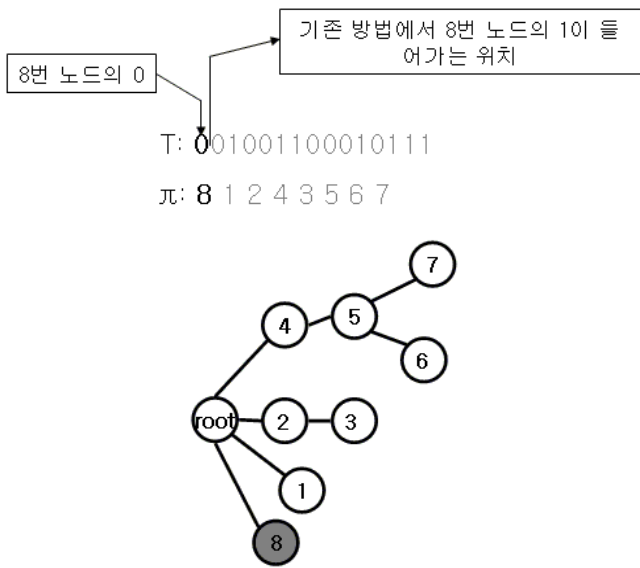 기존 방법에서 8번 노드의 1이 들
어가는 위치
8번 노드의 0
T: 0010011000010111
π: 8 1 2 4 3 5 6 7
7
4
5
6
root
2
3
1
8